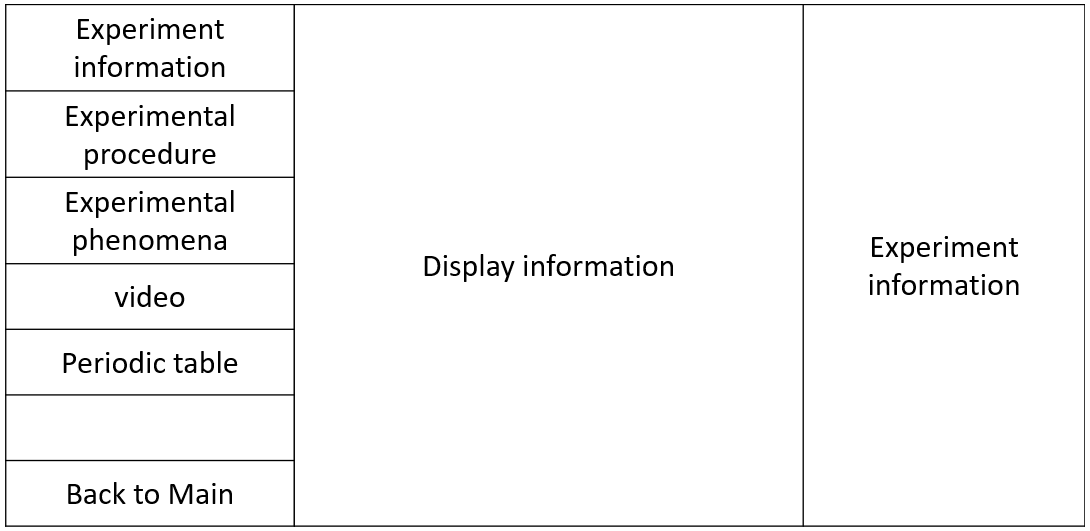 Experiment
information
Experimental
procedure
Experimental
phenomena
video
Periodic table
Back to Main
Display information
Experiment
information